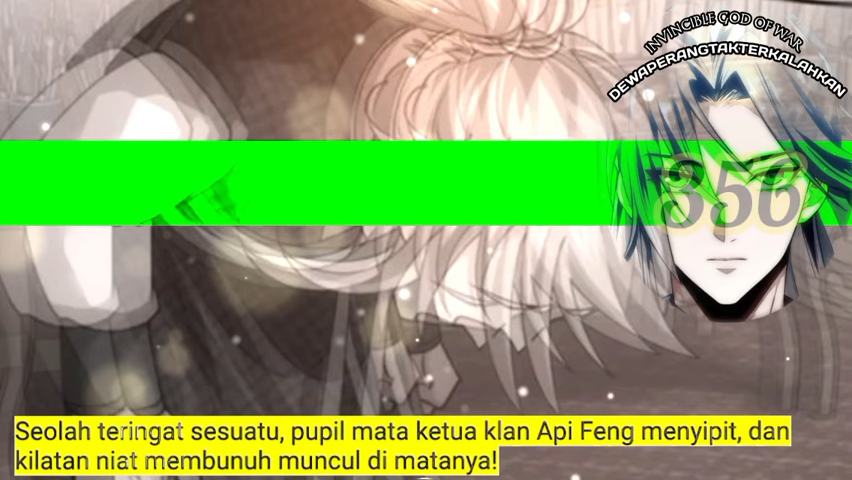 INVINCIBLE GOD OF WAR
DEWAPERANGTAKTERKALAHKAN
356
Seolah teringat sesuatu, pupil mata ketua klan Api Feng menyipit, dan
kilatan niat membunuh muncul di matanya!